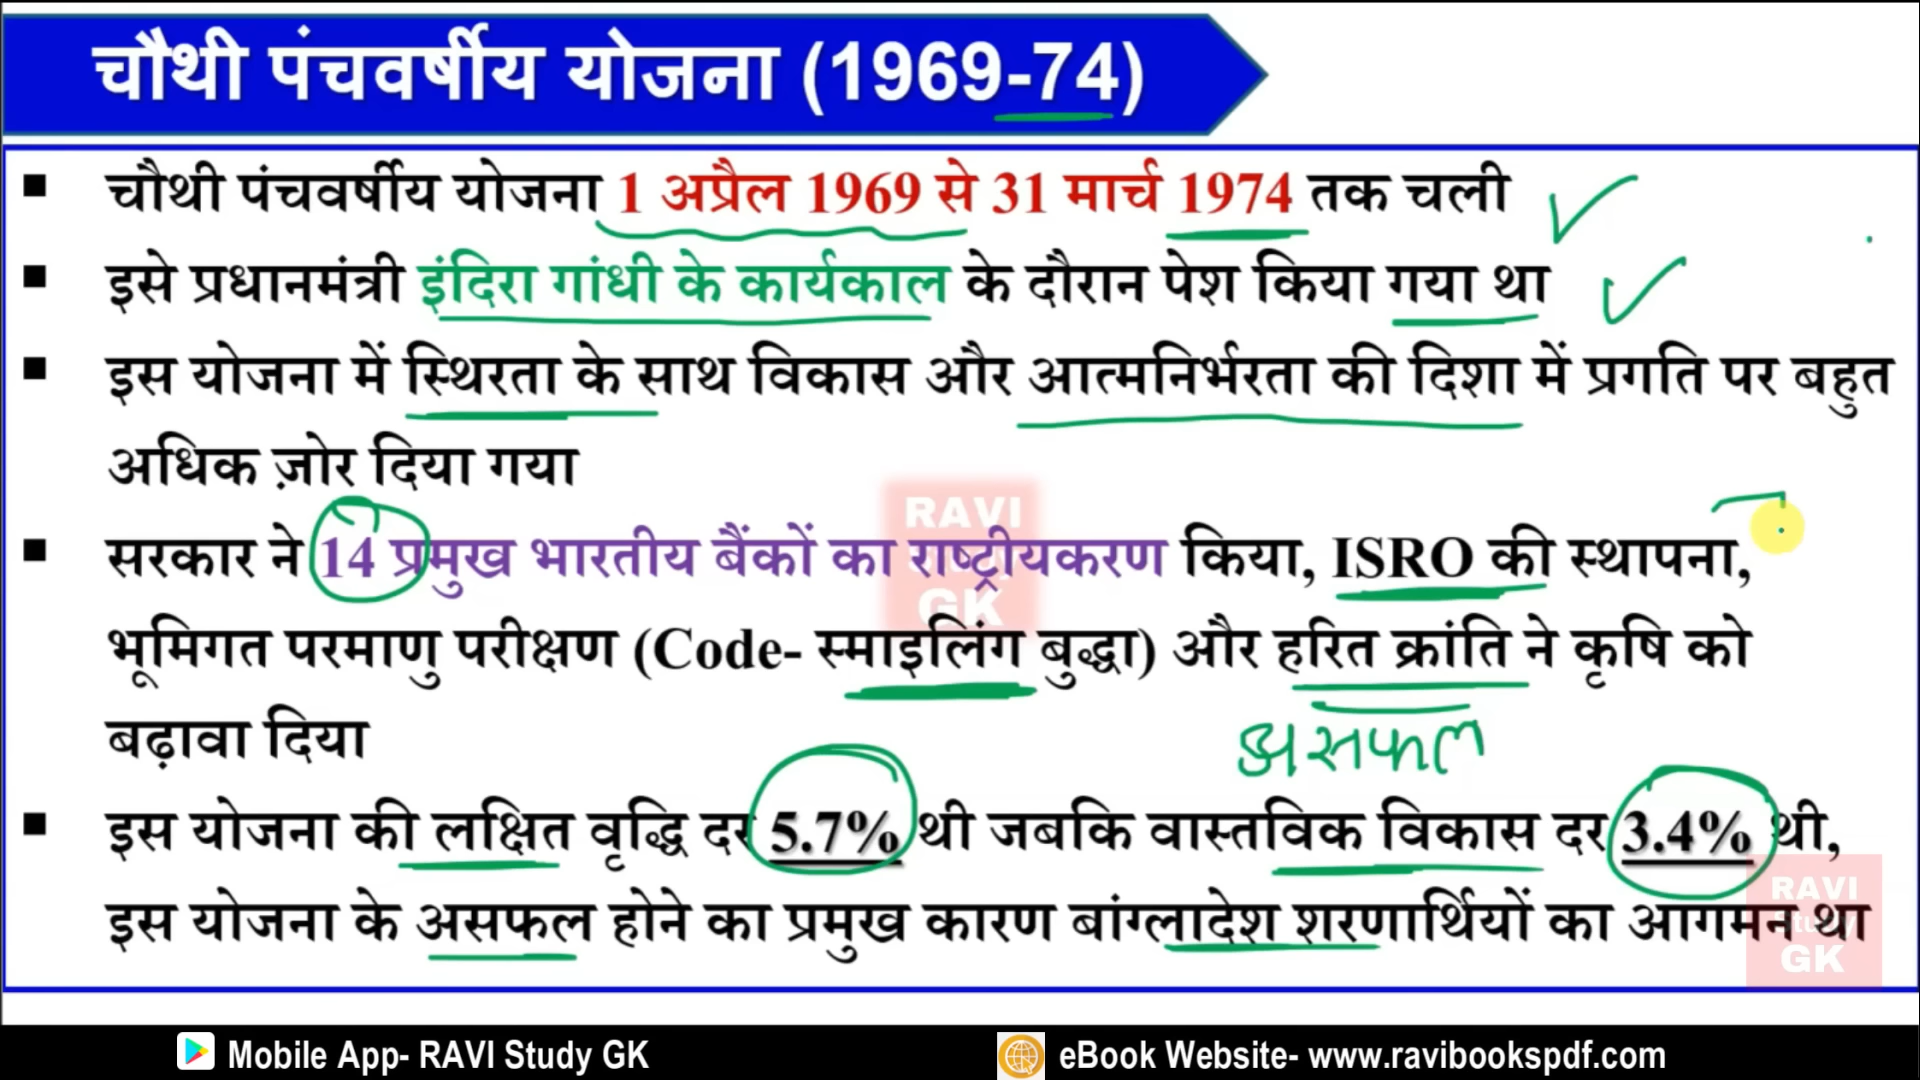 चौथी पंचवर्षीय योजना (1969-74)
▪ चौथी पंचवर्षीय योजना 1 अप्रैल 1969 से 31 मार्च 1974 तक चली
▪ इसे प्रधानमंत्री इंदिरा गांधी के कार्यकाल के दौरान पेश किया गया था
▪ इस योजना में स्थिरता के साथ विकास और आत्मनिर्भरता की दिशा में प्रगति पर बहुत
अधिक ज़ोर दिया गया
▪ सरकार ने 14 प्रमुख भारतीय बैंकों का राष्ट्रीयकरण किया, ISRO की स्थापना,
भूमिगत परमाणु परीक्षण (Code- स्माइलिंग बुद्धा) और हरित क्रांति ने कृषि को
बढ़ावा दिया
असफल
▪ इस योजना की लक्षित वृद्धि दर 5.7% थी जबकि वास्तविक विकास दर 3.4% थी,
इस योजना के असफल होने का प्रमुख कारण बांग्लादेश शरणार्थियों का आगमन था
RAVI
Study
GK
RAVI
Study
GK
Mobile App- RAVI Study GK
eBook Website- www.ravibookspdf.com